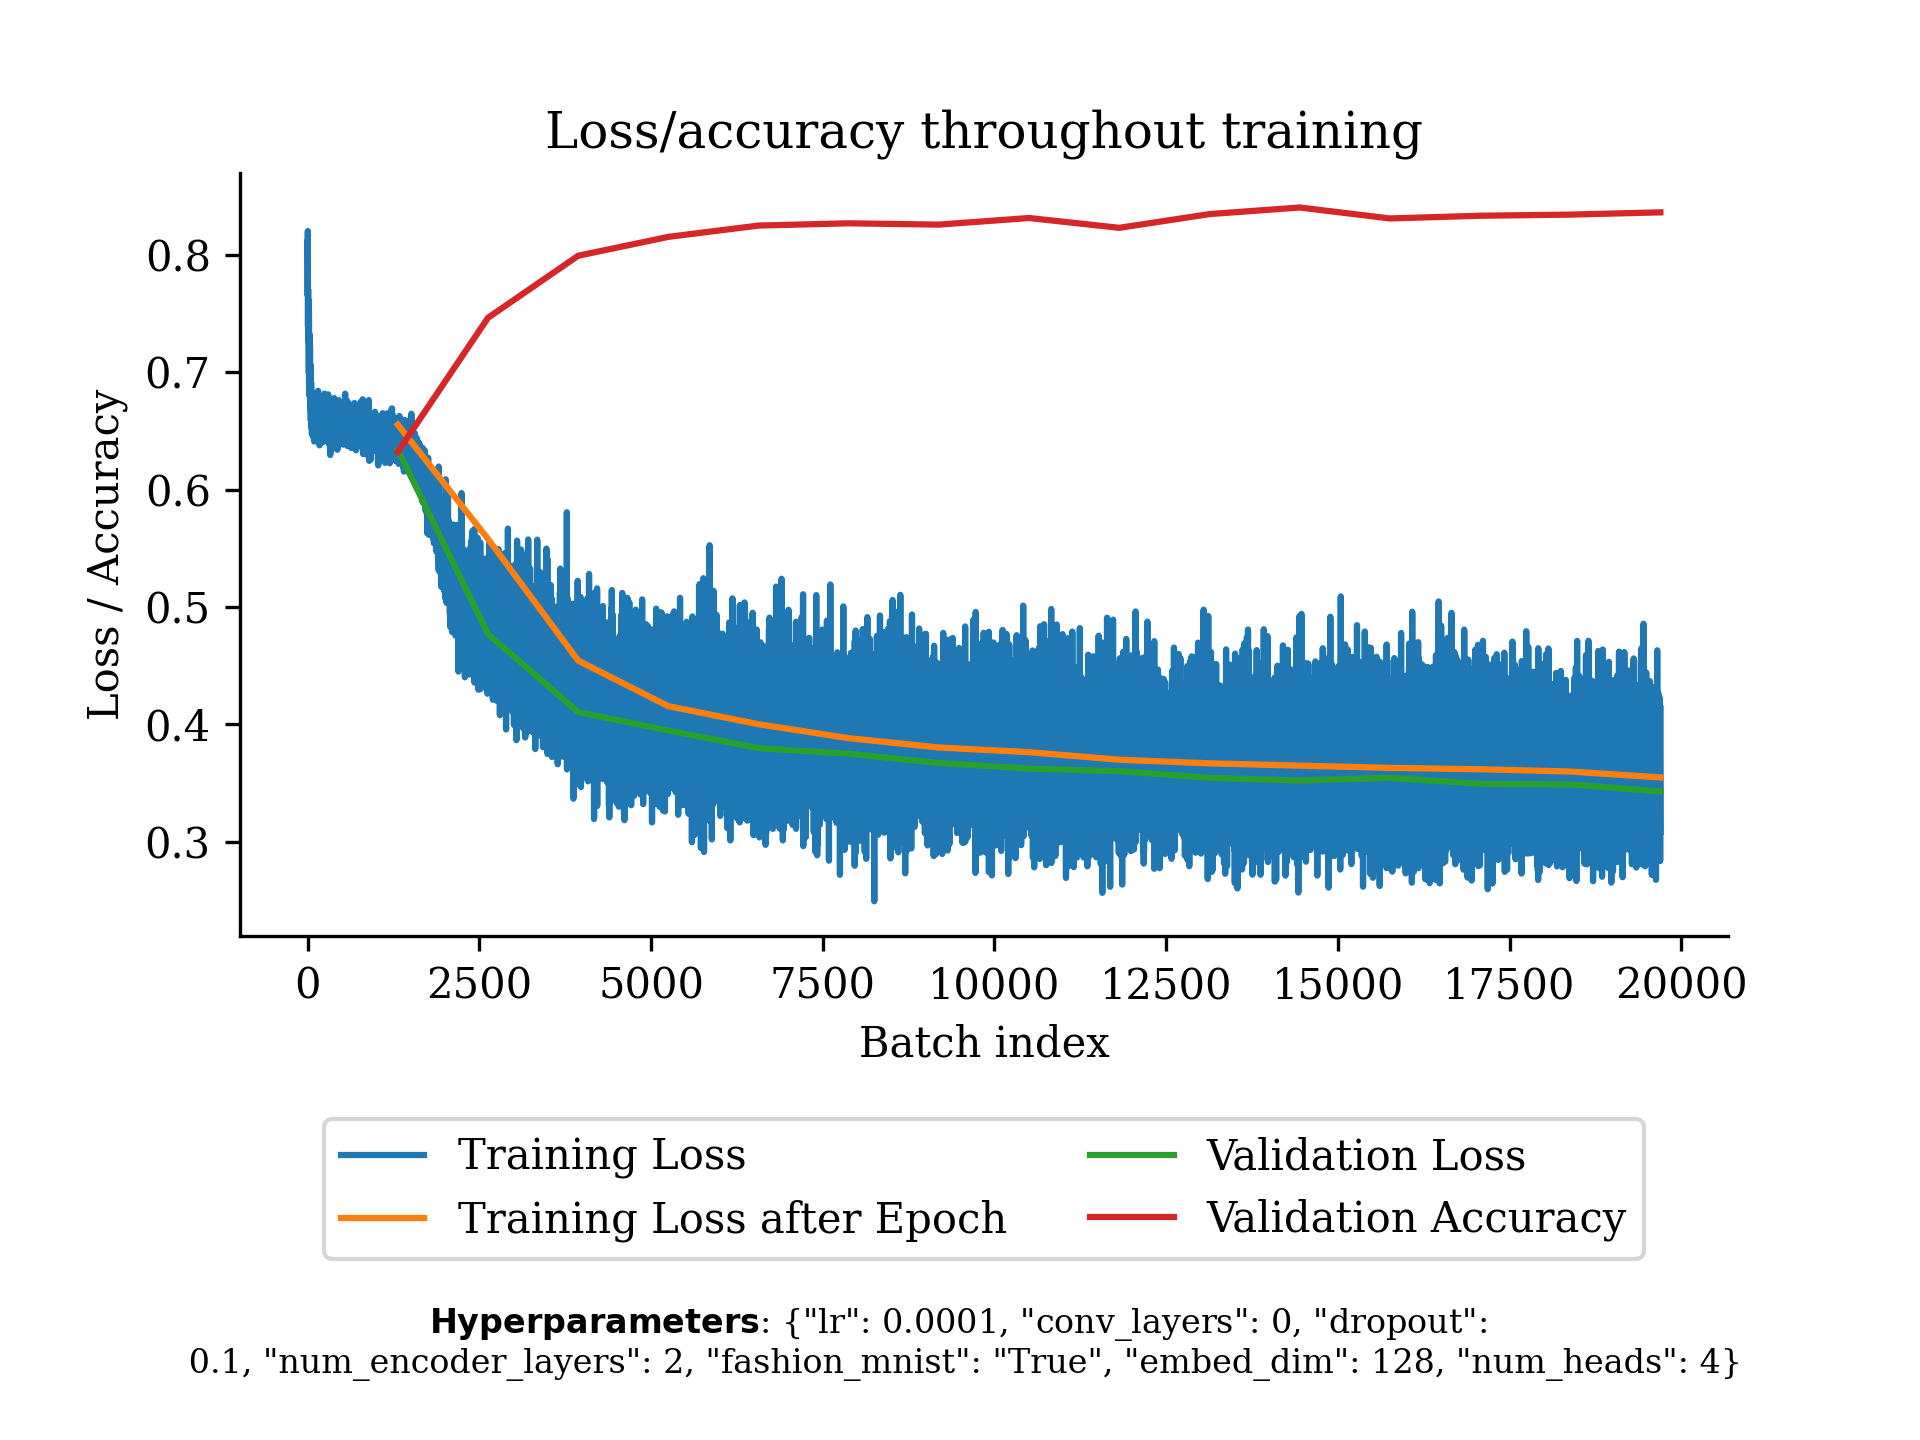 Loss/accuracy throughout training
Loss / Accuracy
0.8
0.7
0.6
0.5
0.4
0.3
0 2500 5000 7500 10000 12500 15000 17500 20000
Batch index
Training Loss
Training Loss after Epoch
Validation Loss
Validation Accuracy
Hyperparameters: {"lr": 0.0001, "conv_layers": 0, "dropout":
0.1, "num_encoder_layers": 2, "fashion_mnist": "True", "embed_dim": 128, "num_heads": 4}